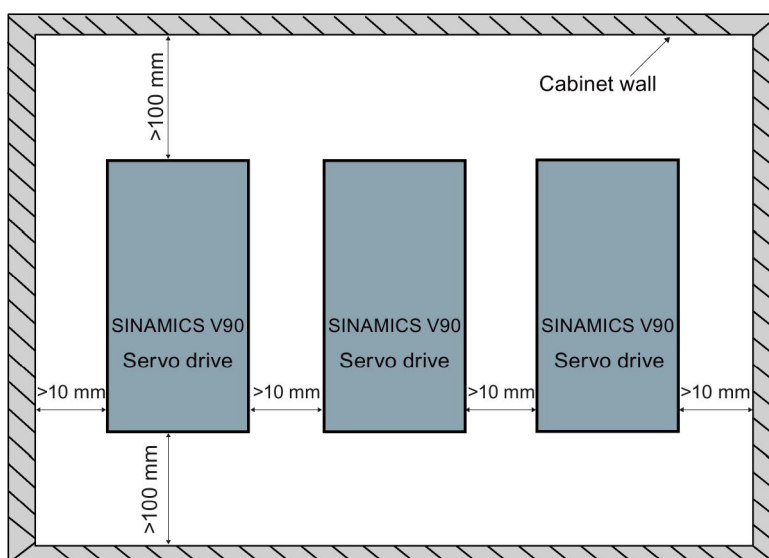 >100 mm
Cabinet wall
SINAMICS V90
Servo drive
SINAMICS V90
Servo drive
SINAMICS V90
Servo drive
>10 mm
>10 mm
>10 mm
>10 mm
>100 mm